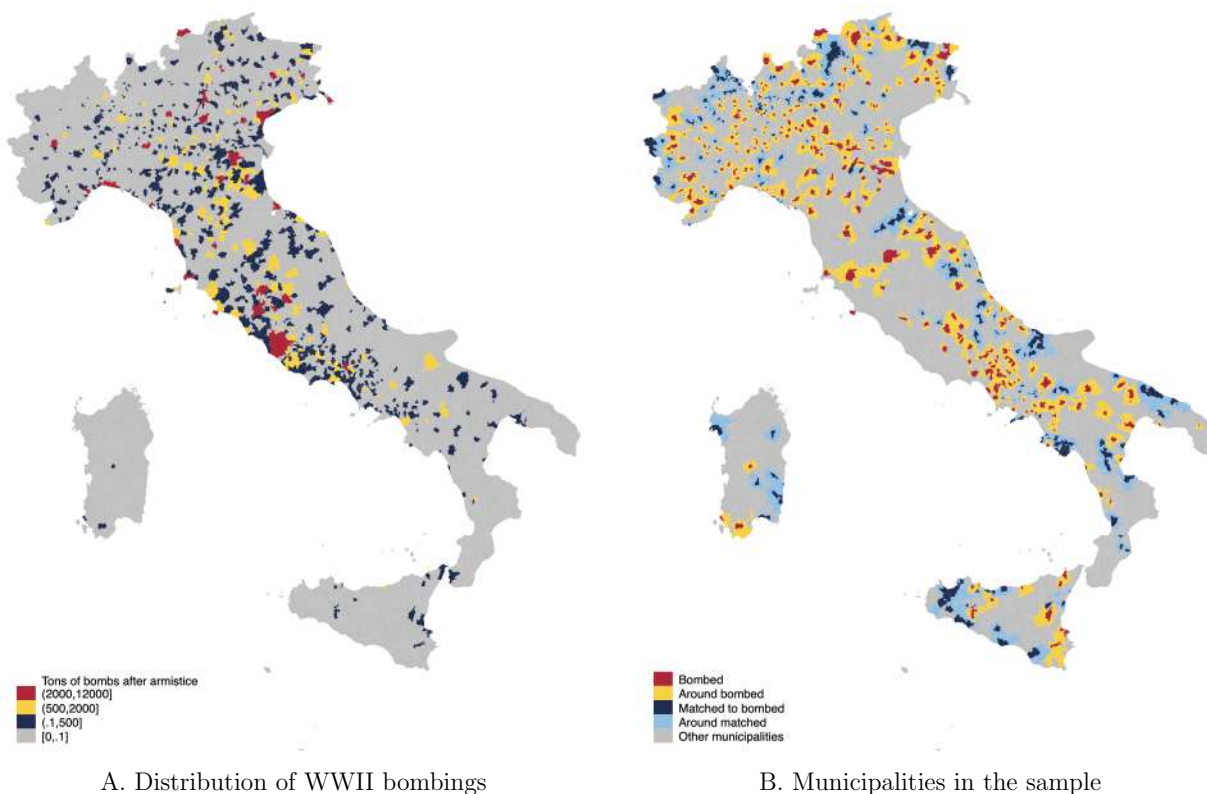 Tons of bombs after armistice
(2000,12000]
(500,2000]
(.1,500]
[0,.1]
Bombed
Around bombed
Matched to bombed
Around matched
Other municipalities
A. Distribution of WWII bombings
B. Municipalities in the sample